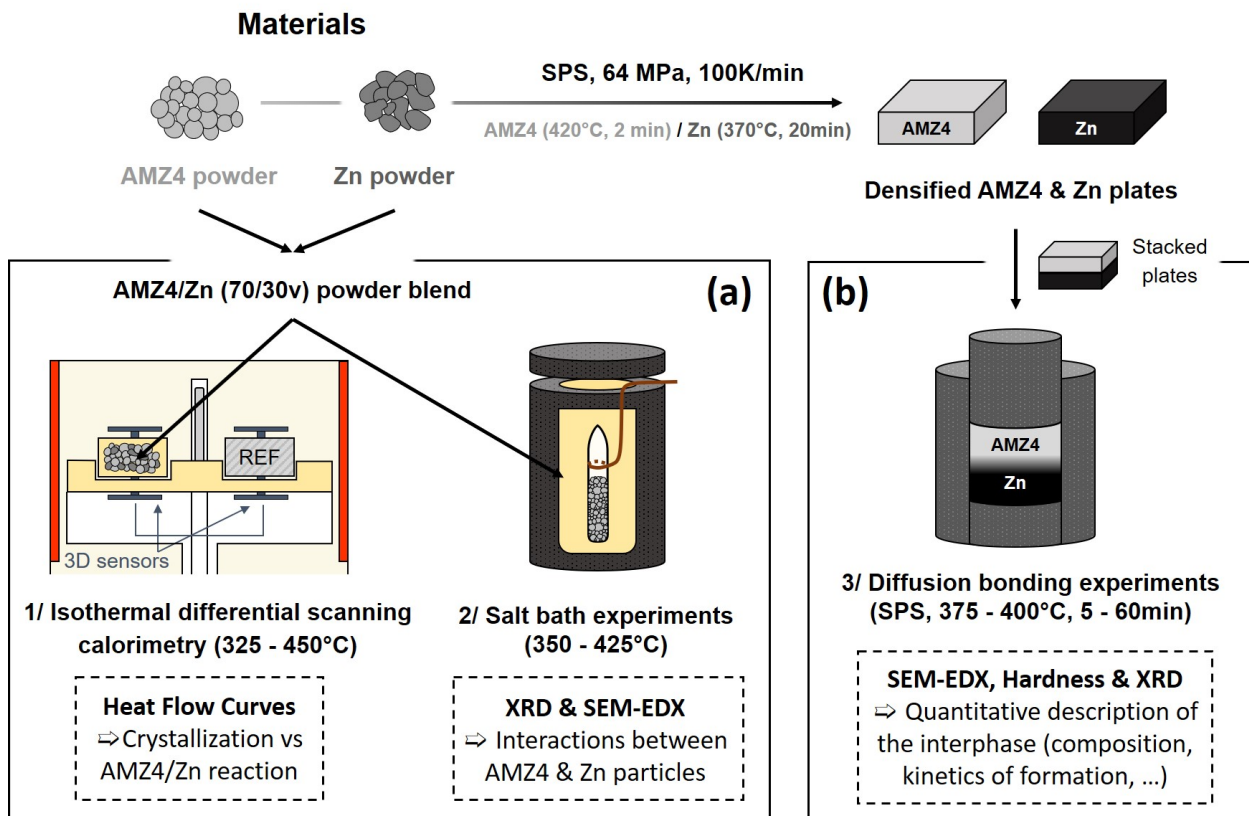 Materials
SPS, 64 MPa, 100K/min
AMZ4 (420°C, 2 min) / Zn (370°C, 20min)
AMZ4 powder
Zn powder
AMZ4
Zn
Densified AMZ4 & Zn plates
Stacked
plates
(a)
AMZ4/Zn (70/30v) powder blend
REF
3D sensors
1/ Isothermal differential scanning
calorimetry (325 - 450°C)
Heat Flow Curves
⇨Crystallization vs
AMZ4/Zn reaction
2/ Salt bath experiments
(350 - 425°C)
XRD & SEM-EDX
⇨ Interactions between
AMZ4 & Zn particles
(b)
AMZ4
Zn
3/ Diffusion bonding experiments
(SPS, 375 - 400°C, 5 - 60min)
SEM-EDX, Hardness & XRD
⇨ Quantitative description of
the interphase (composition,
kinetics of formation, ...)